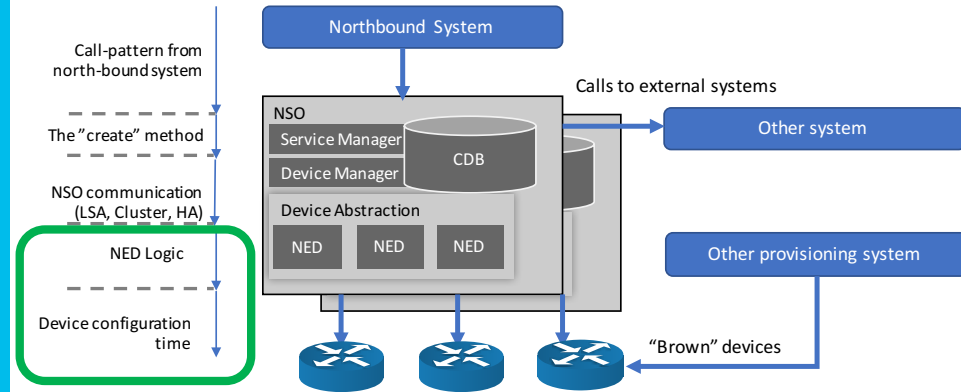 Northbound System
Call-pattern from
north-bound system
Calls to external systems
NSO
The ”create” method
Service Manager
CDB
Other system
Device Manager
NSO communication
(LSA, Cluster, HA)
Device Abstraction
NED Logic
NED
NED
NED
Other provisioning system
Device configuration
time
“Brown” devices